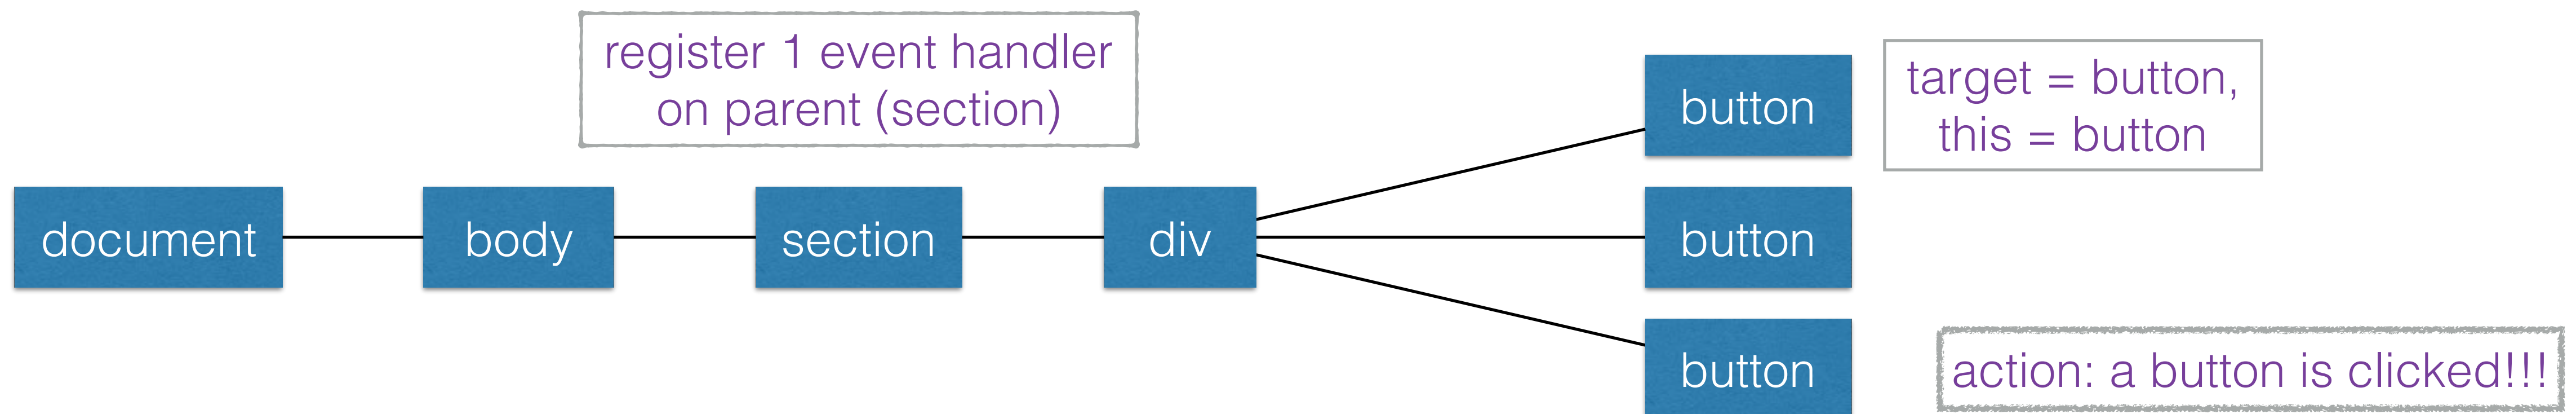 register 1 event handler
on parent (section)
document
body
section
div
button
button
button
target = button,
this = button
action: a button is clicked!!!